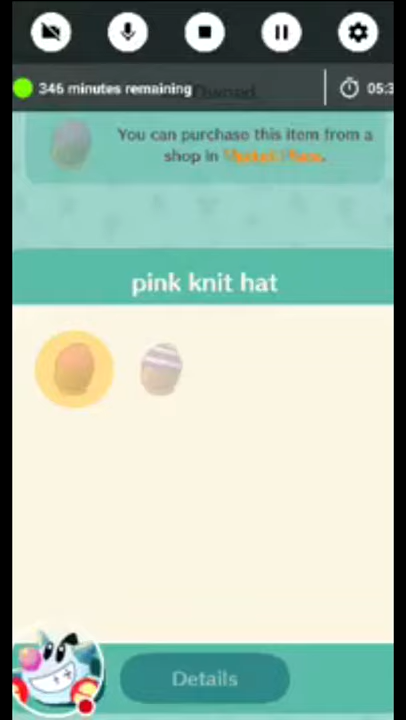 346 minutes remaining
Owned
05:3
You can purchase this item from a
shop in Market Place.
pink knit hat
Details